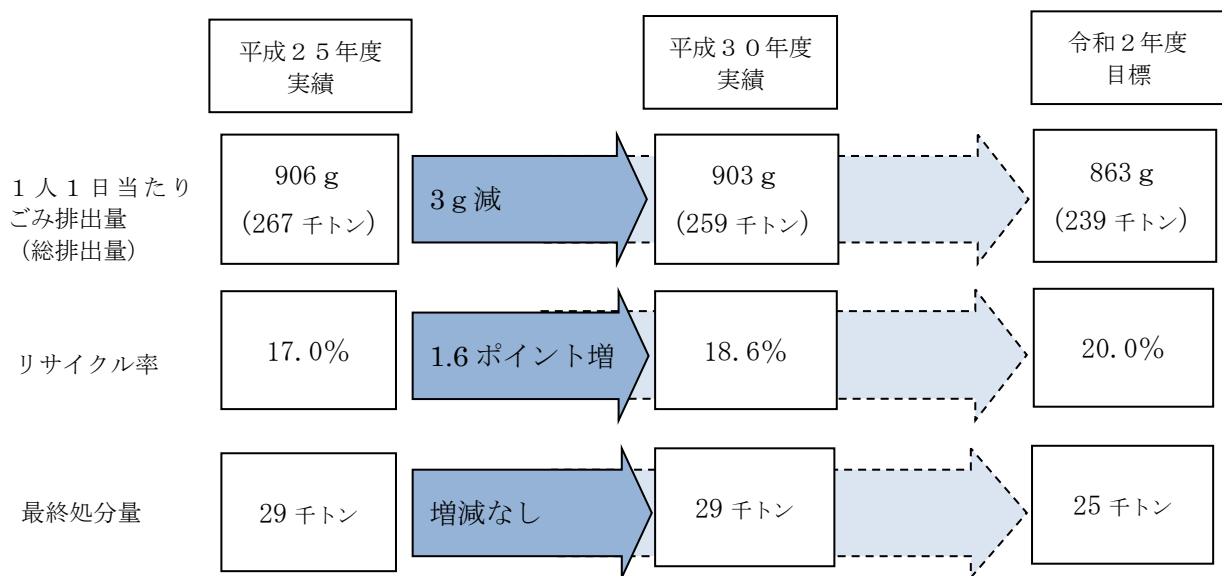 平成２５年度
実績
平成３０年度
実績
令和２年度
目標
１人１日当たり
ごみ排出量
（総排出量）
906ｇ
(267 千トン)
3ｇ減
903ｇ
(259 千トン)
863ｇ
(239 千トン)
リサイクル率
17.0%
1.6 ポイント増
18.6%
20.0%
最終処分量
29 千トン
増減なし
29 千トン
25 千トン